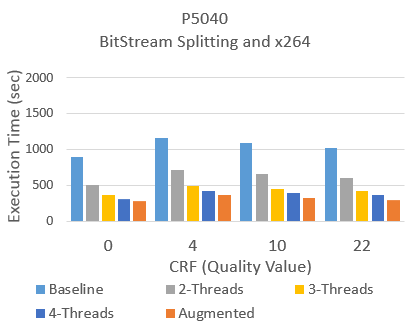 P5040
BitStream Splitting and x264
Execution Time (sec)
2000
1500
1000
500
0
0 4 10 22
CRF (Quality Value)
Baseline 2-Threads 3-Threads
4-Threads Augmented